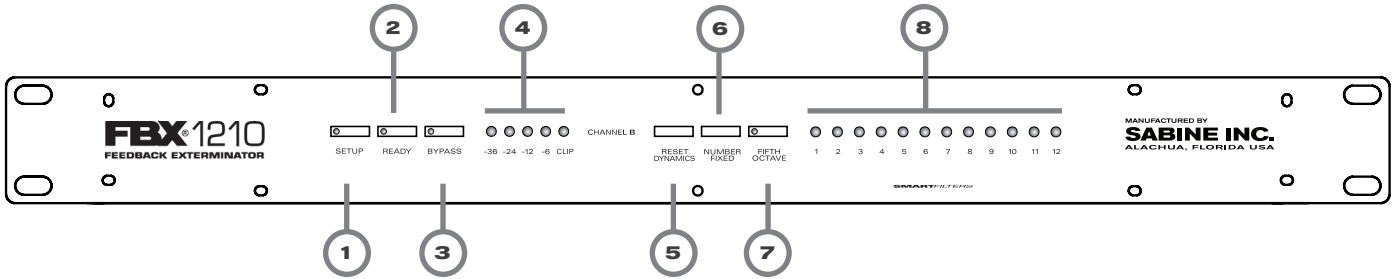 2 4 6 8
FBX®1210
FEEDBACK EXTERMINATOR
SETUP READY BYPASS
-36 -24 -12 -6 CLIP
CHANNEL B
RESET DYNAMICS
NUMBER FIXED
FIFTH OCTAVE
1 2 3 4 5 6 7 8 9 10 11 12
SMARTFILTERS
MANUFACTURED BY
SABINE INC.
ALACHUA, FLORIDA USA
1 3 5 7